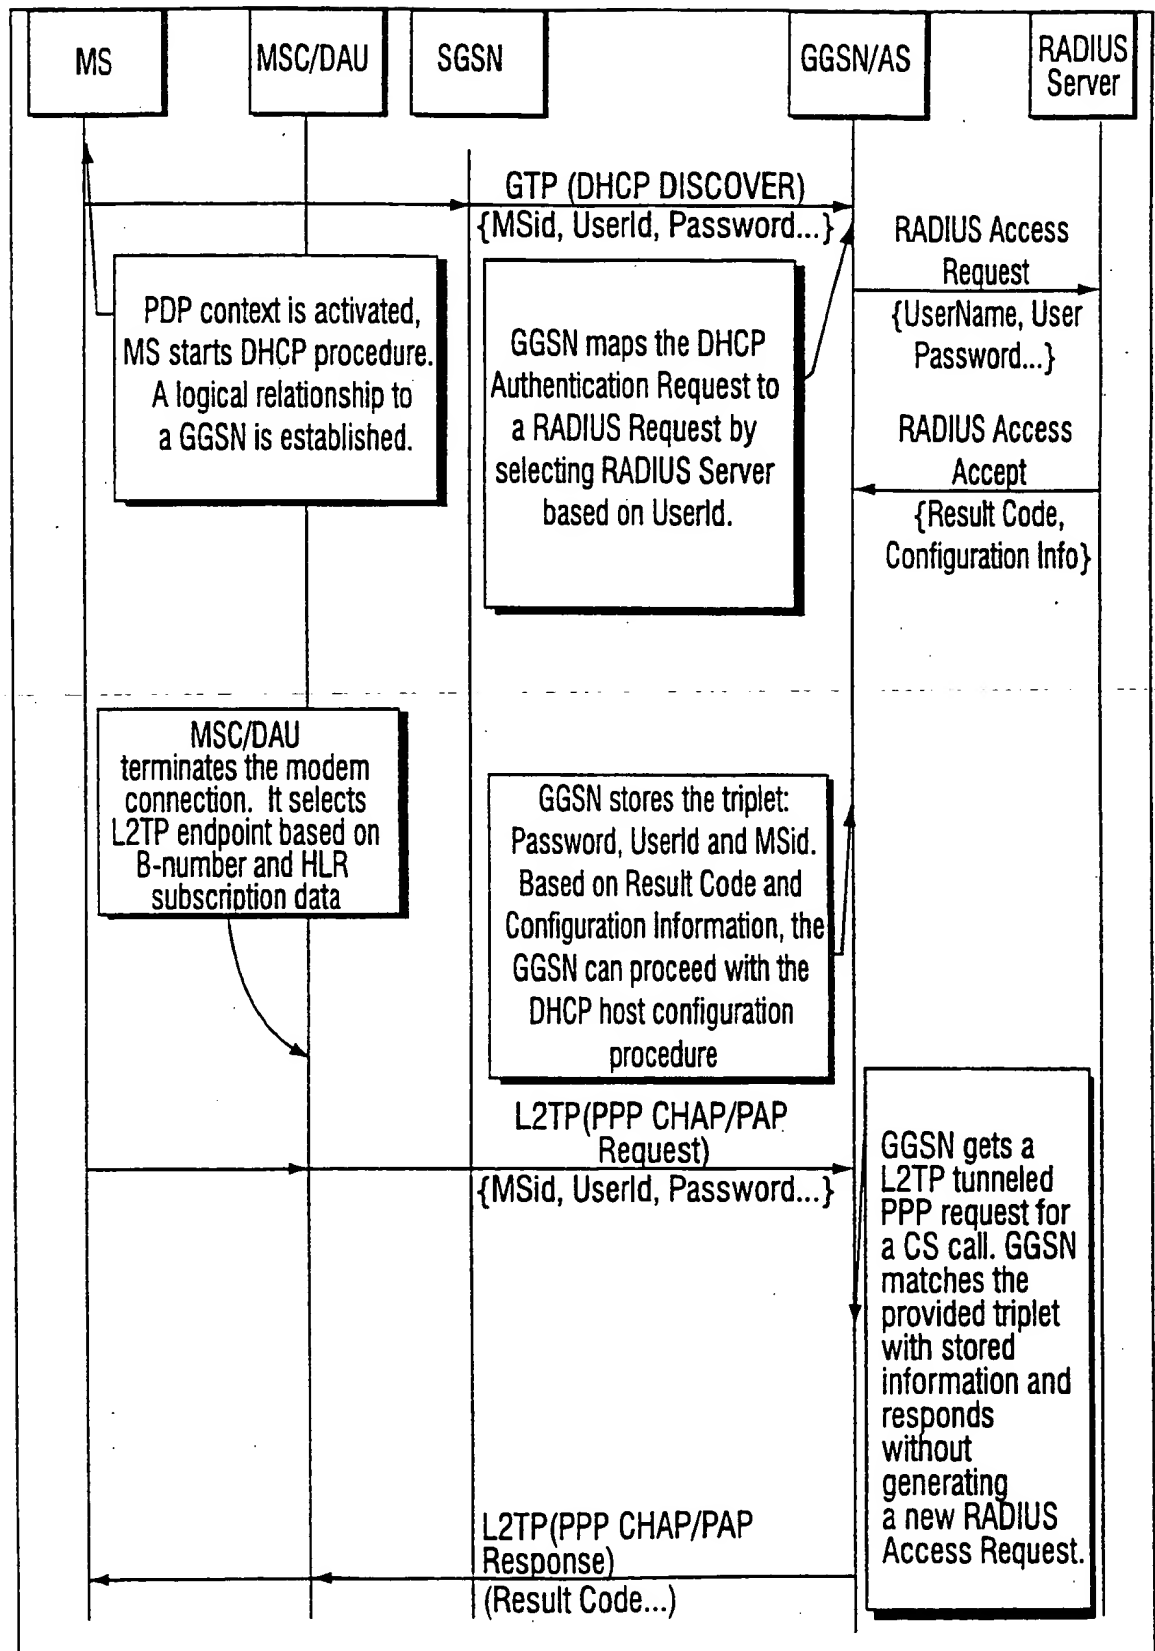 MS
MSC/DAU
SGSN
GGSN/AS
RADIUS
Server
GTP (DHCP DISCOVER)
{MSid, UserId, Password...}
RADIUS Access
Request
{UserName, User
Password...}
PDP context is activated,
MS starts DHCP procedure.
A logical relationship to
a GGSN is established.
GGSN maps the DHCP
Authentication Request to
a RADIUS Request by
selecting RADIUS Server
based on UserId.
RADIUS Access
Accept
{Result Code,
Configuration Info}
MSC/DAU
terminates the modem
connection. It selects
L2TP endpoint based on
B-number and HLR
subscription data
GGSN stores the triplet:
Password, UserId and MSid.
Based on Result Code and
Configuration Information, the
GGSN can proceed with the
DHCP host configuration
procedure
L2TP(PPP CHAP/PAP
Request)
{MSid, UserId, Password...}
GGSN gets a
L2TP tunneled
PPP request for
a CS call. GGSN
matches the
provided triplet
with stored
information and
responds
without
generating
a new RADIUS
Access Request.
L2TP(PPP CHAP/PAP
Response)
(Result Code...)